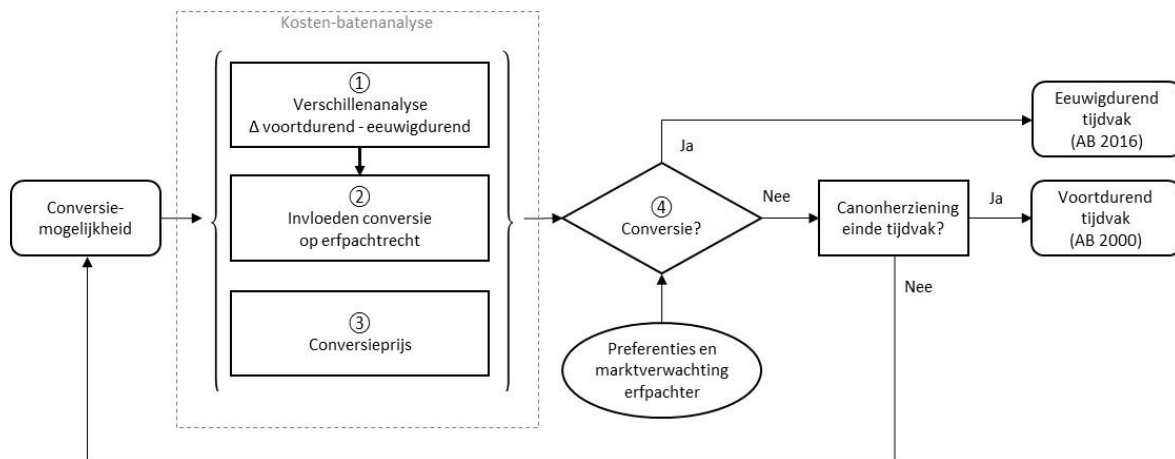 Kosten-batenanalyse
①
Verschillenanalyse
Δ voortdurend - eeuwigdurend
②
Invloeden conversie
op erfpachtrecht
③
Conversieprijs
Conversie-
mogelijkheid
④
Conversie?
Ja
Nee
Preferenties en
marktverwachting
erfpachter
Canonherziening
einde tijdvak?
Ja
Nee
Eeuwigdurend
tijdvak
(AB 2016)
Voortdurend
tijdvak
(AB 2000)